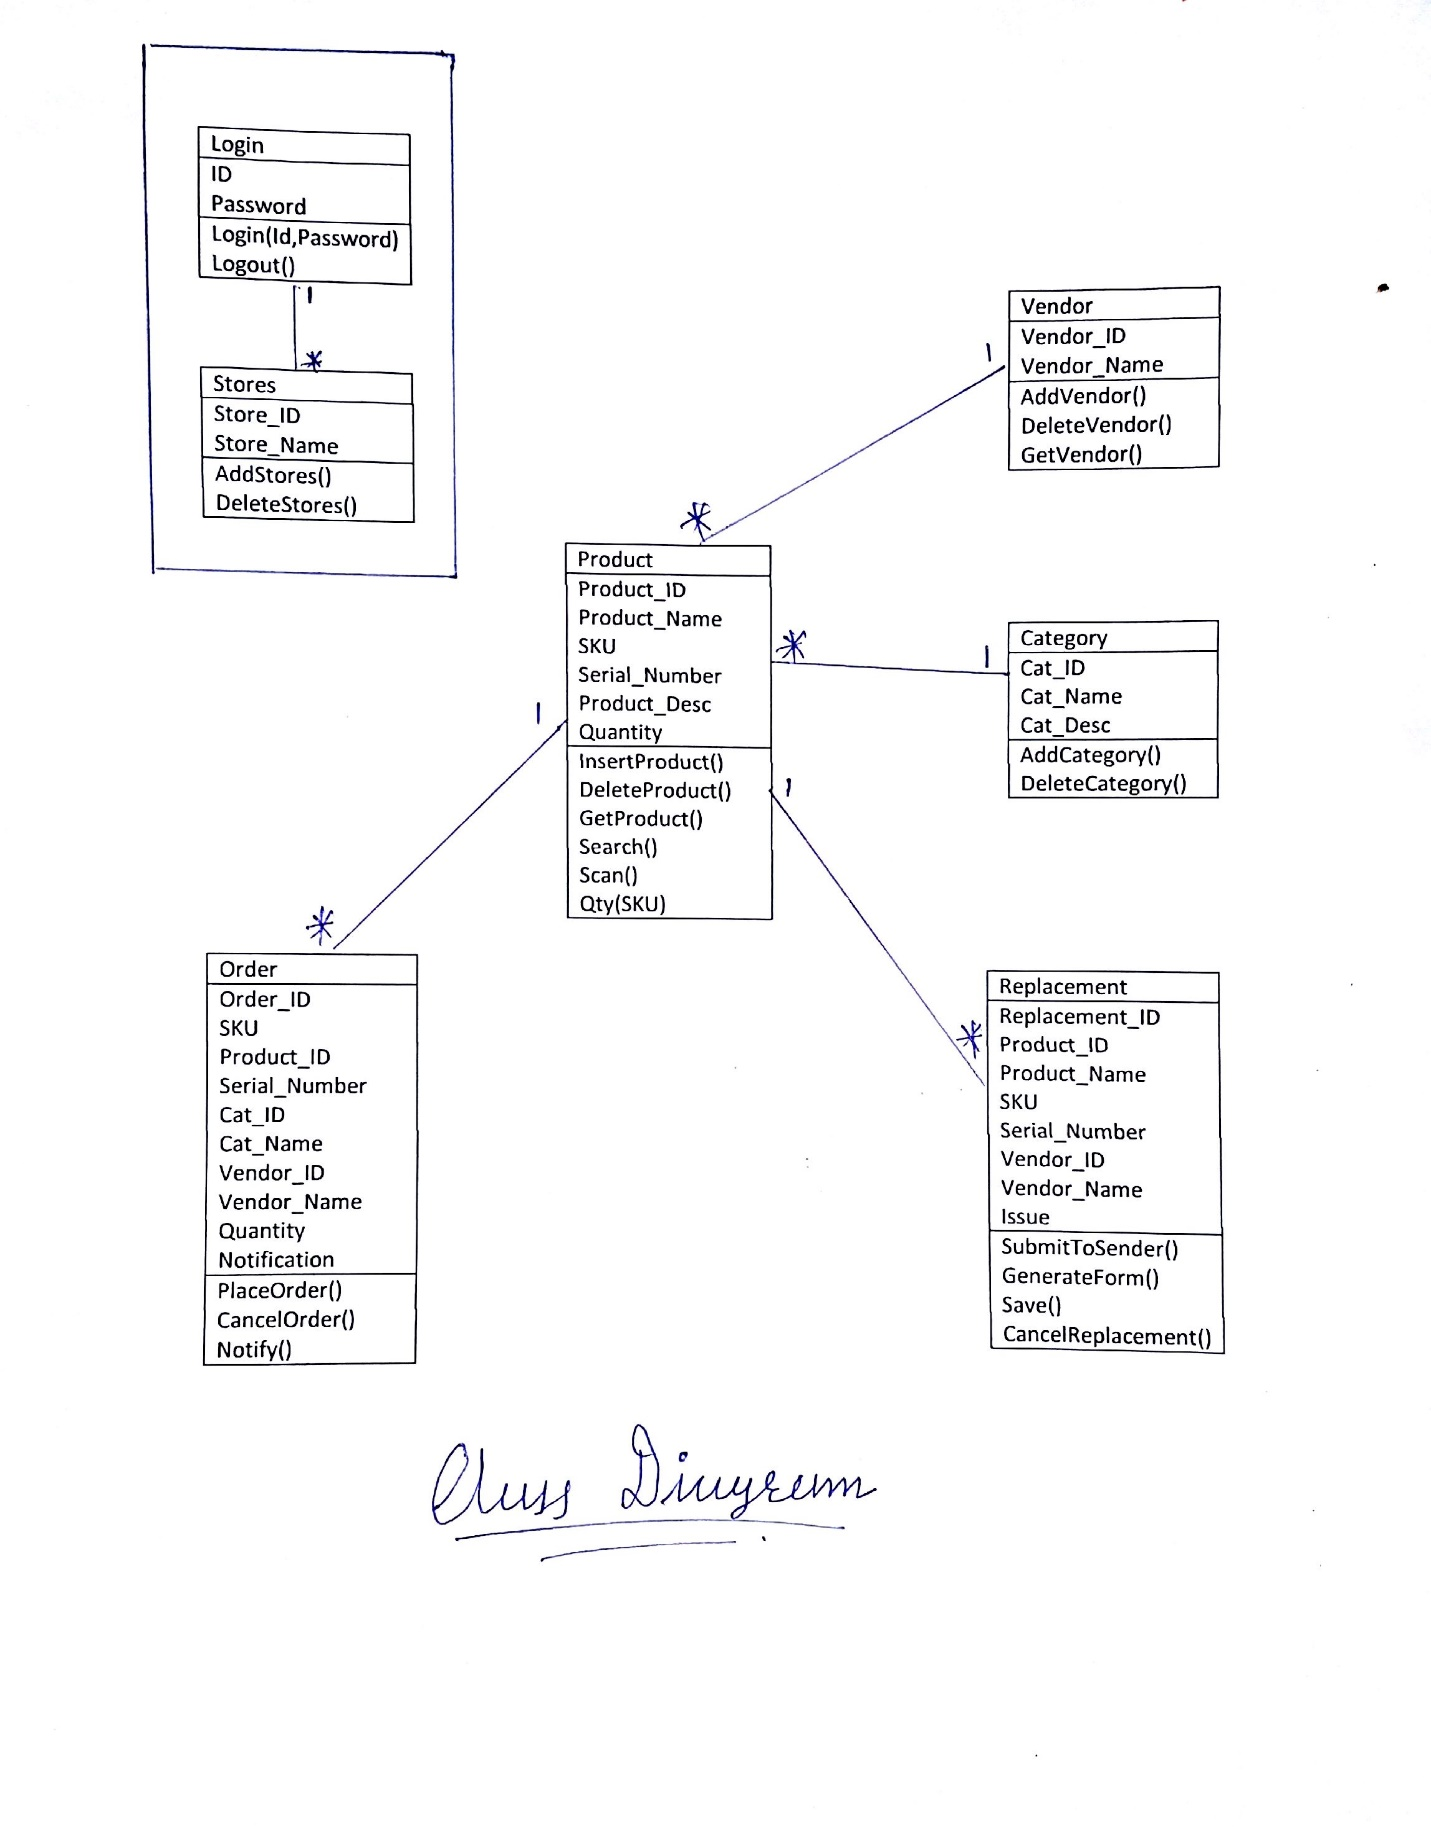 Login
ID
Password
Login(Id,Password)
Logout()
1
*
Stores
Store_ID
Store_Name
AddStores()
DeleteStores()
Vendor
Vendor_ID
Vendor_Name
AddVendor()
DeleteVendor()
GetVendor()
1
*
Product
Product_ID
Product_Name
SKU
Serial_Number
Product_Desc
Quantity
InsertProduct()
DeleteProduct()
GetProduct()
Search()
Scan()
Qty(SKU)
*
1
Category
Cat_ID
Cat_Name
Cat_Desc
AddCategory()
DeleteCategory()
1
*
Order
Order_ID
SKU
Product_ID
Serial_Number
Cat_ID
Cat_Name
Vendor_ID
Vendor_Name
Quantity
Notification
PlaceOrder()
CancelOrder()
Notify()
1
*
Replacement
Replacement_ID
Product_ID
Product_Name
SKU
Serial_Number
Vendor_ID
Vendor_Name
Issue
SubmitToSender()
GenerateForm()
Save()
CancelReplacement()
Class Diagram